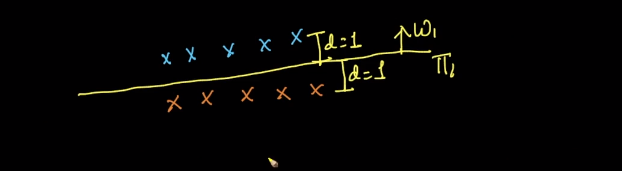 x x x x x d=1 W1
x x x x x d=1 π1